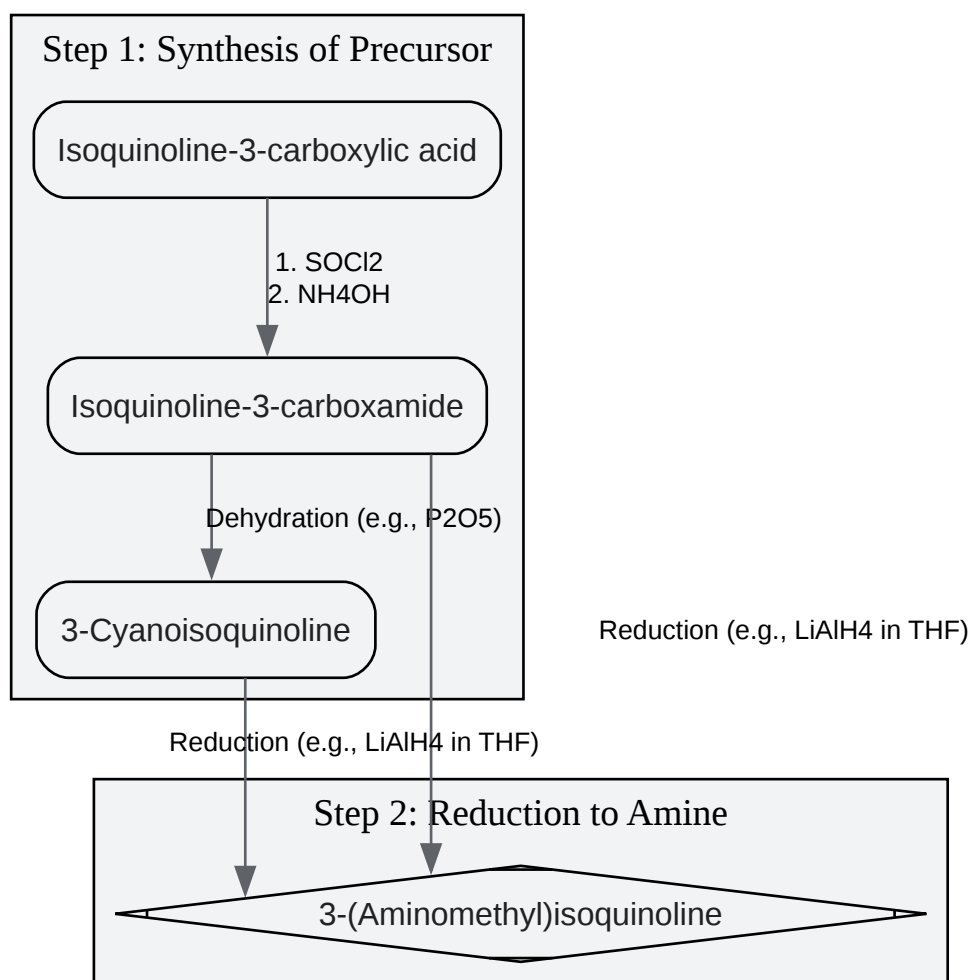 Step 1: Synthesis of Precursor
Isoquinoline-3-carboxylic acid
1. SOCl2
2. NH4OH
Isoquinoline-3-carboxamide
Dehydration (e.g., P2O5)
3-Cyanoisoquinoline
Reduction (e.g., LiAlH4 in THF)
Reduction (e.g., LiAlH4 in THF)
Step 2: Reduction to Amine
3-(Aminomethyl)isoquinoline